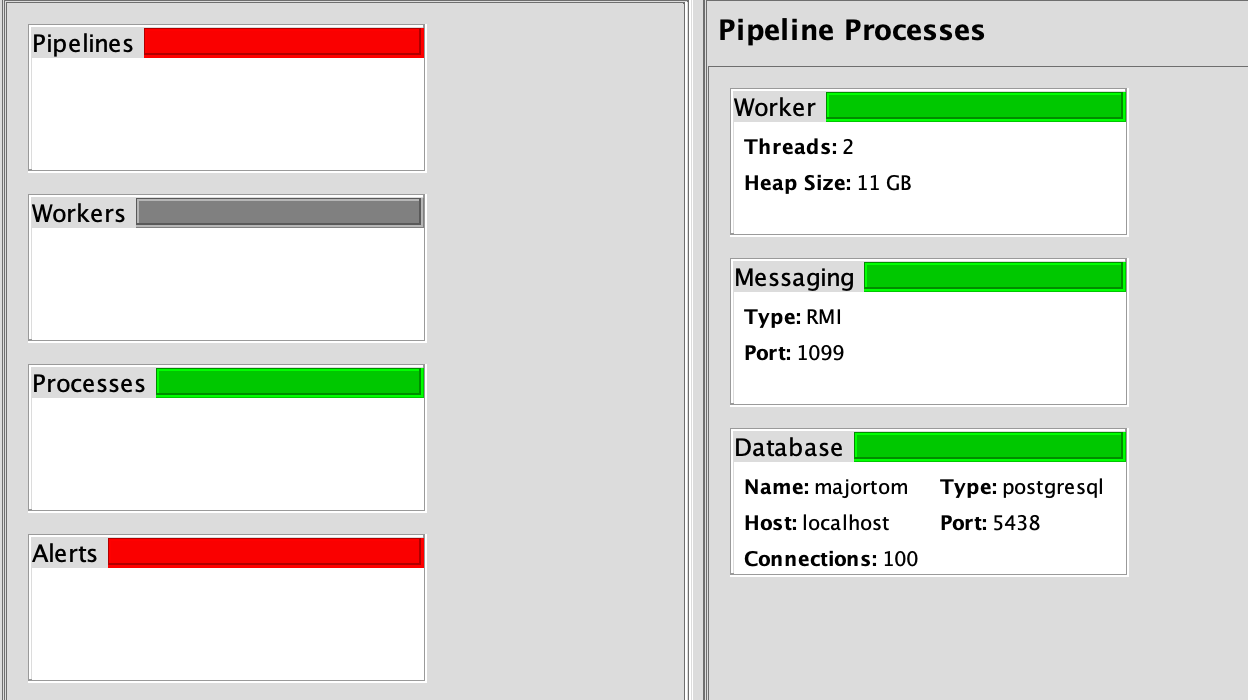 Pipelines
Workers
Processes
Alerts
Pipeline Processes
Worker
Threads: 2
Heap Size: 11 GB
Messaging
Type: RMI
Port: 1099
Database
Name: majortom Type: postgresql
Host: localhost Port: 5438
Connections: 100